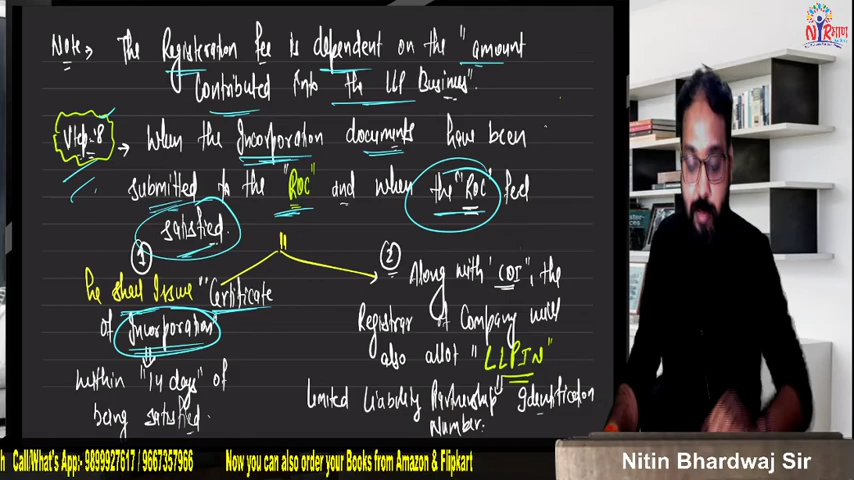 Note → The Registration Fee is dependent on the "amount
Contributed into the LLP Business".
Step:8 → When the Incorporation documents have been
submitted to the "ROC" and when the "ROC" feel
satisfied.
①
he shall Issue "Certificate
of Incorporation"
within "14 days" of
being satisfied.
②
Along with "COI", the
Registrar of Company will
also allot "LLPIN"
Limited Liability Partnership Identification
Number.
h Call/What's App:- 9899927617 / 9667357966 Now you can also order your Books from Amazon & Flipkart
Nitin Bhardwaj Sir